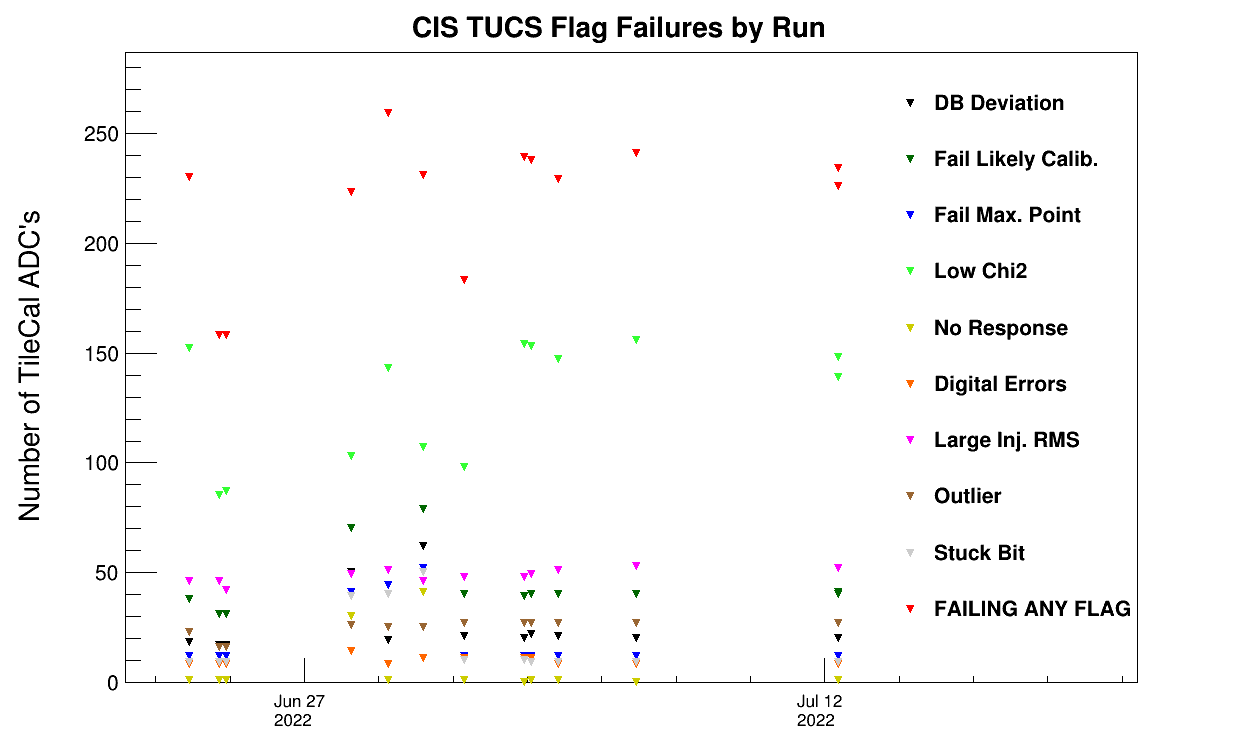 CIS TUCS Flag Failures by Run
Number of TileCal ADC's
250
200
150
100
50
0
Jun 27
2022
Jul 12
2022
DB Deviation
Fail Likely Calib.
Fail Max. Point
Low Chi2
No Response
Digital Errors
Large Inj. RMS
Outlier
Stuck Bit
FAILING ANY FLAG